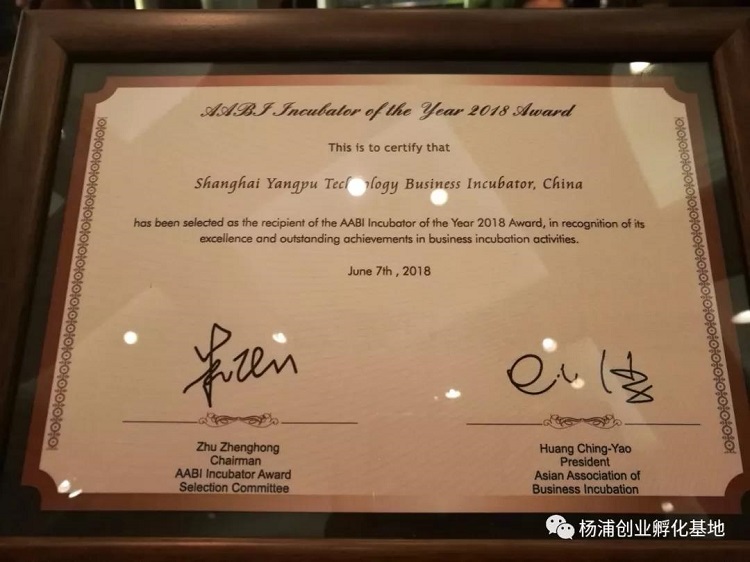 AABI Incubator of the Year 2018 Award
This is to certify that
Shanghai Yangpu Technology Business Incubator, China
has been selected as the recipient of the AABI Incubator of the Year 2018 Award, in recognition of its
excellence and outstanding achievements in business incubation activities.
June 7th , 2018
Zhu Zhenghong
Chairman
AABI Incubator Award
Selection Committee
Huang Ching-Yao
President
Asian Association of
Business Incubation
杨浦创业孵化基地